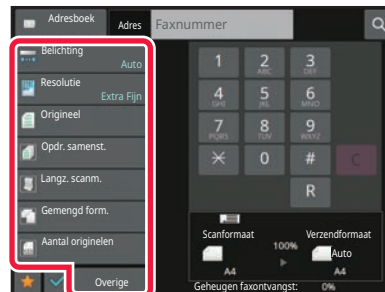 Adresboek
Adres
Faxnummer
Belichting
Auto
Resolutie
Extra Fijn
Origineel
Opdr. samenst.
Langz. scanm.
Gemengd form.
Aantal originelen
Overige
1
2 ABC
3 DEF
4 GHI
5 JKL
6 MNO
7 PQRS
8 TUV
9 WXYZ
0
#
C
R
Scanformaat
100%
Verzendformaat
Auto
A4
A4
Geheugen faxontvangst: 0%